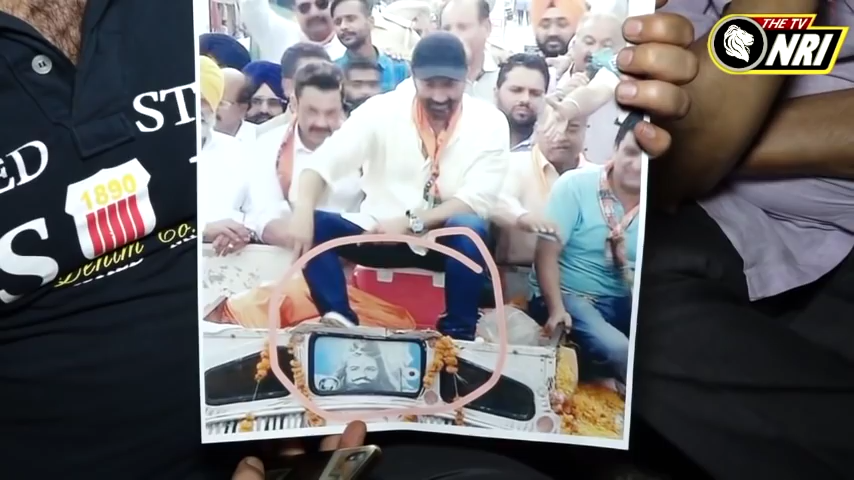 THE TV
NRI
ST
ED
1890
S
Denim Co.